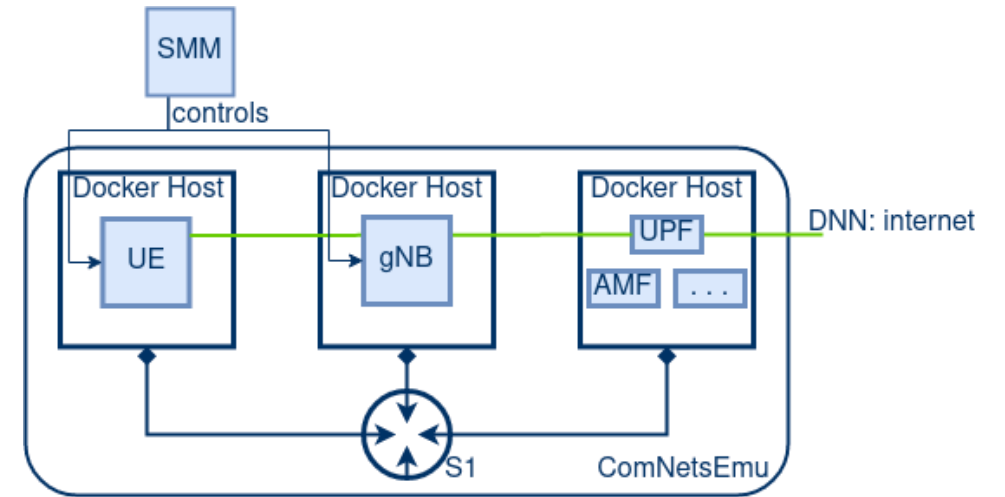 SMM
controls
Docker Host
Docker Host
Docker Host
DNN: internet
UE
gNB
UPF
AMF
. . .
S1
ComNetsEmu